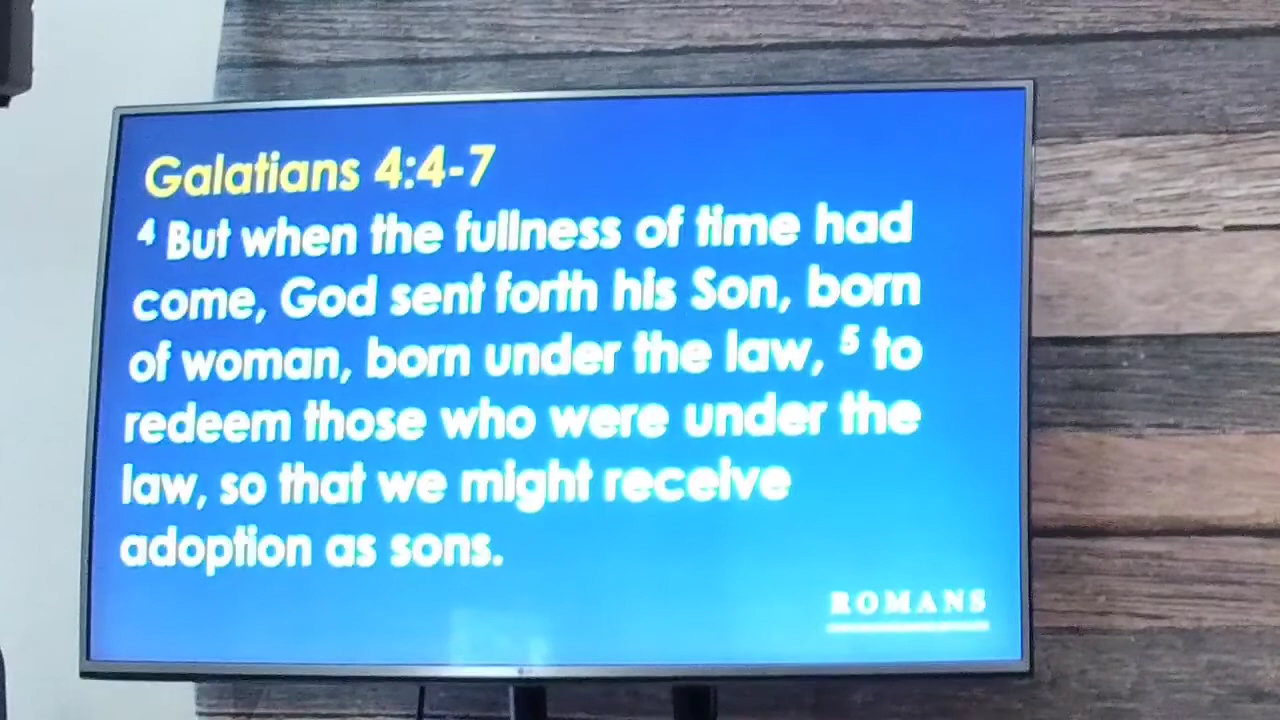 Galatians 4:4-7
4 But when the fullness of time had
come, God sent forth his Son, born
of woman, born under the law, 5 to
redeem those who were under the
law, so that we might receive
adoption as sons.
ROMANS